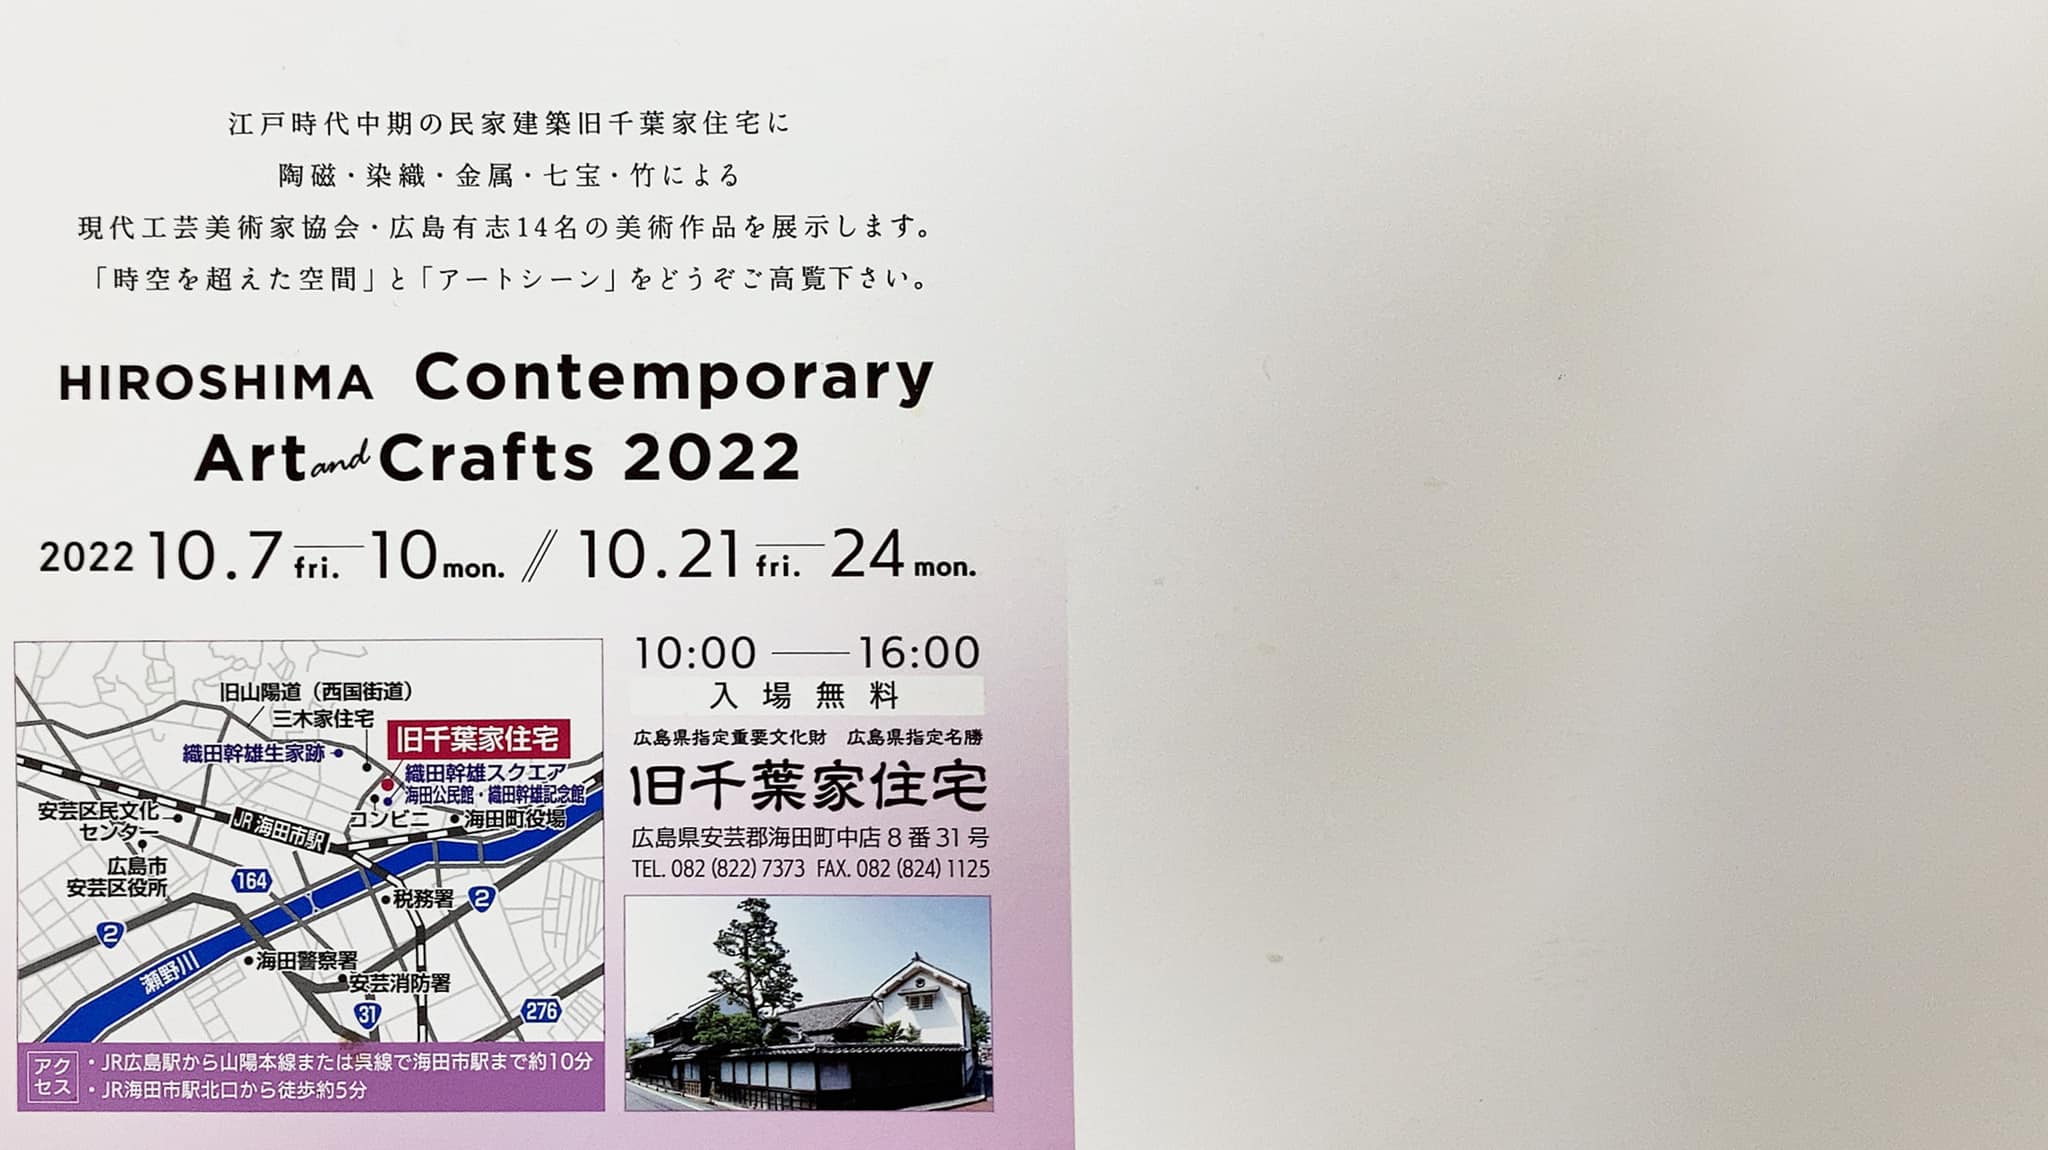 江戸時代中期の民家建築旧千葉家住宅に
陶磁・染織・金属・七宝・竹による
現代工芸美術家協会・広島有志14名の美術作品を展示します。
「時空を超えた空間」と「アートシーン」をどうぞご高覧下さい。
HIROSHIMA Contemporary
Art and Crafts 2022
2022 10.7 fri. — 10 mon. // 10.21 fri. — 24 mon.
旧山陽道（西国街道）
三木家住宅
旧千葉家住宅
織田幹雄生家跡
織田幹雄スクエア
海田公民館・織田幹雄記念館
コンビニ
海田町役場
安芸区民文化
センター
JR 海田市駅
広島市
安芸区役所
164
税務署
2
2
瀬野川
海田警察署
安芸消防署
31
276
アク
セス
・JR広島駅から山陽本線または呉線で海田市駅まで約10分
・JR海田市駅北口から徒歩約5分
10:00 — 16:00
入場無料
広島県指定重要文化財 広島県指定名勝
旧千葉家住宅
広島県安芸郡海田町中店8番31号
TEL. 082 (822) 7373 FAX. 082 (824) 1125